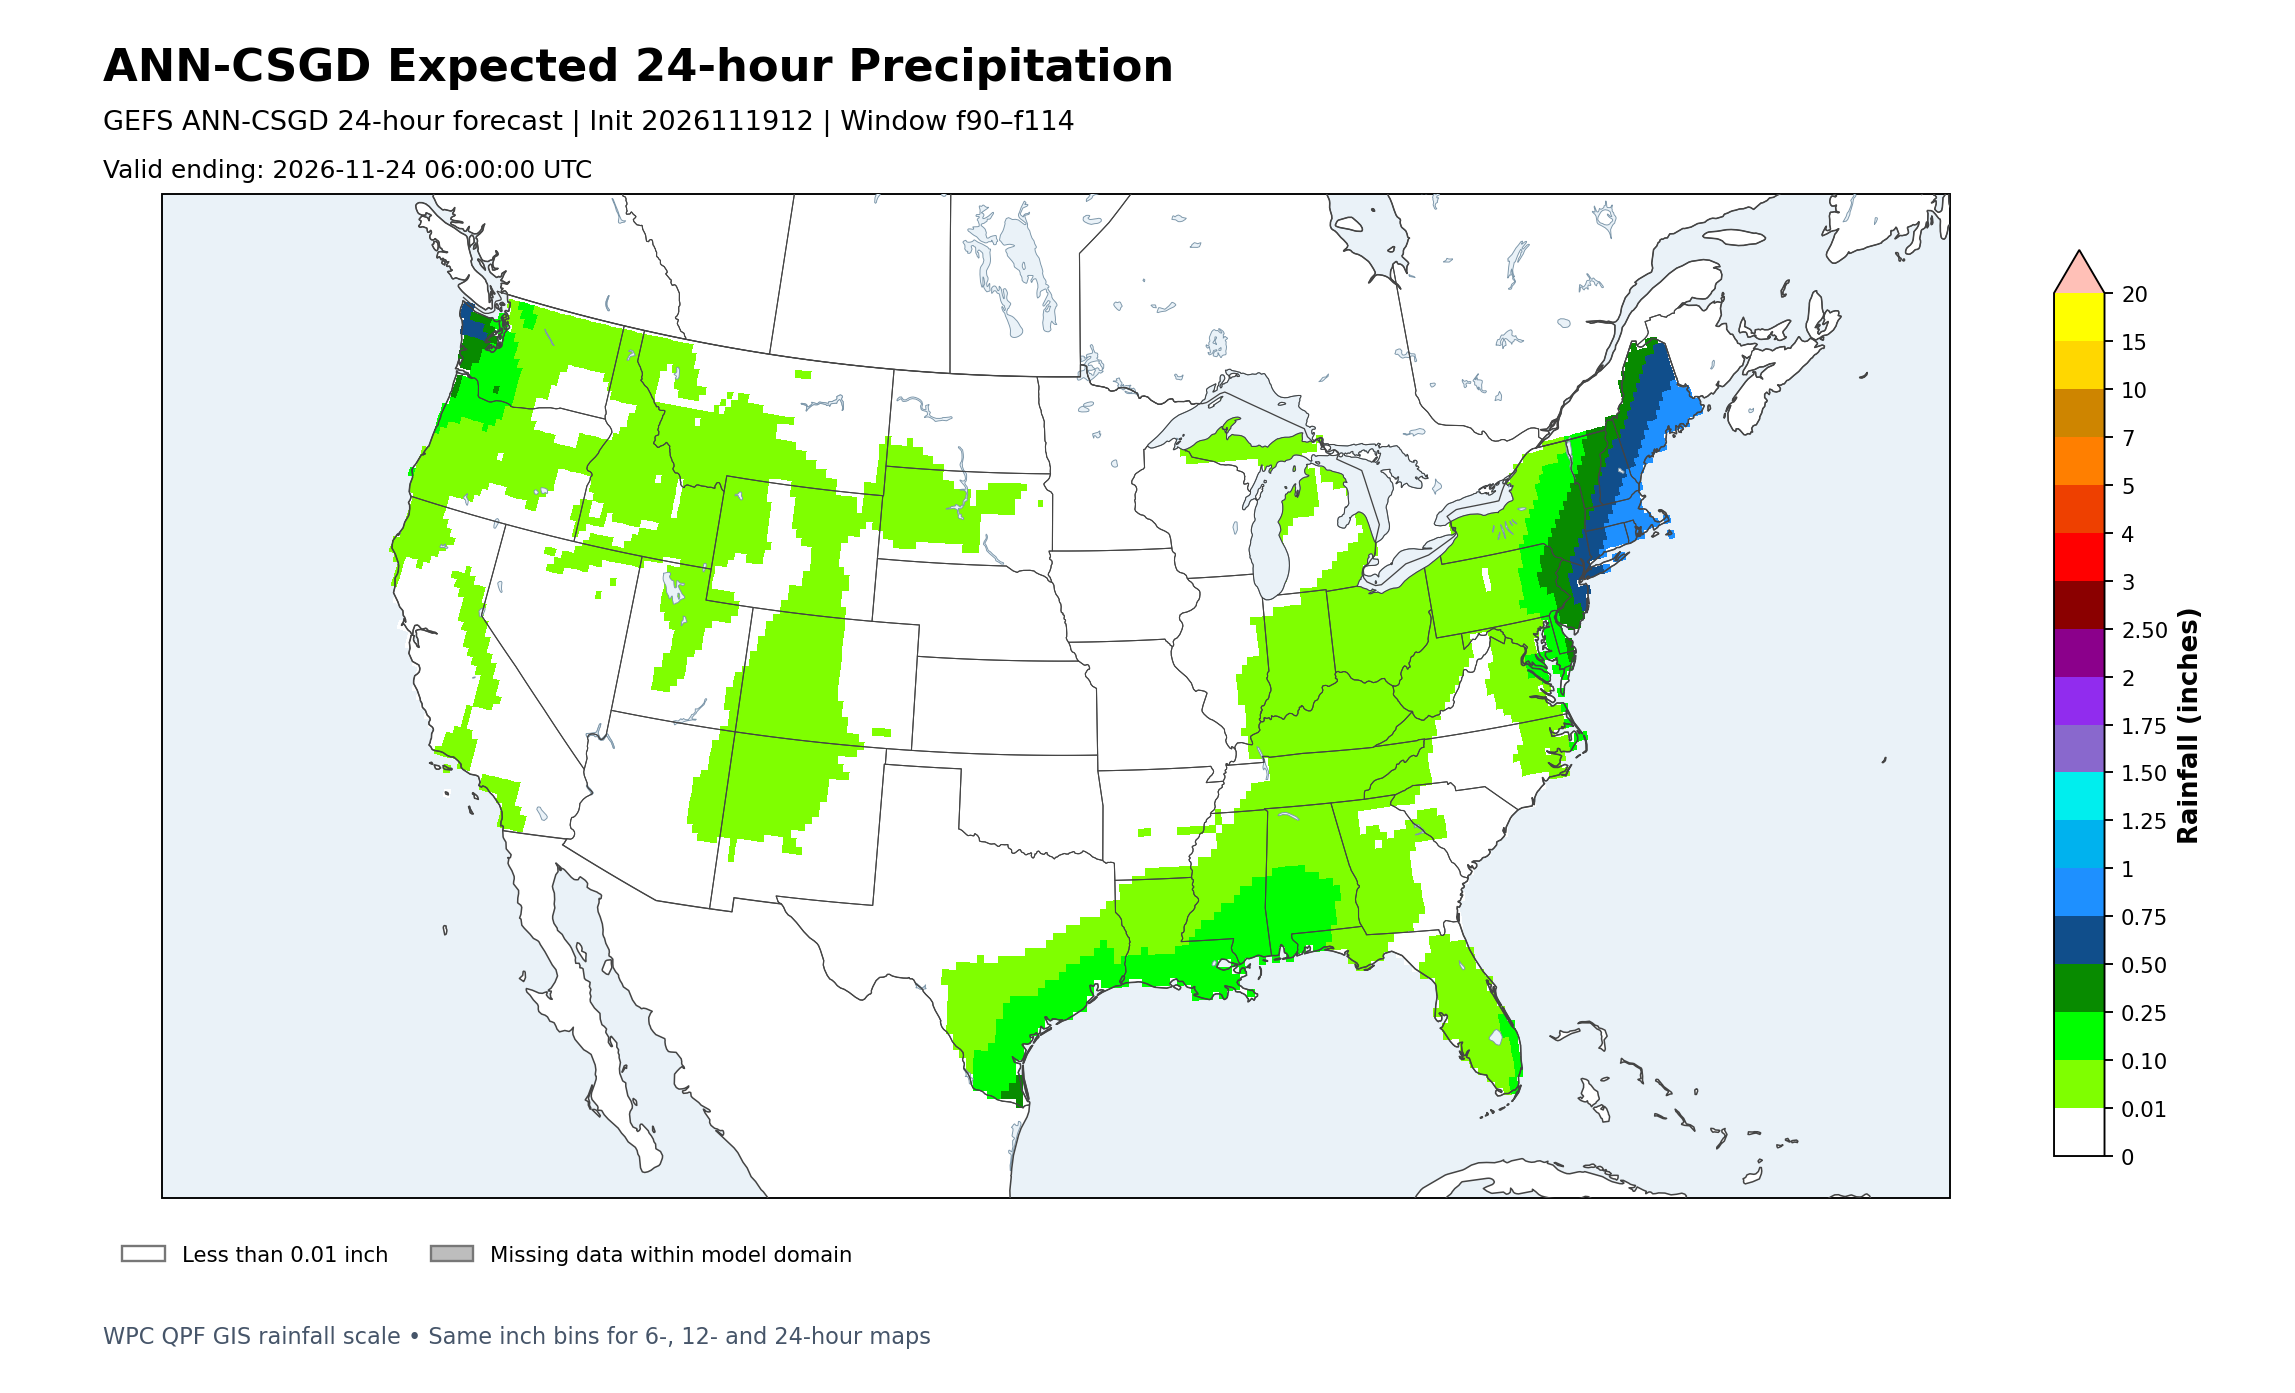 ANN-CSGD Expected 24-hour Precipitation
GEFS ANN-CSGD 24-hour forecast | Init 2026111912 | Window f90–f114
Valid ending: 2026-11-24 06:00:00 UTC
20
15
10
7
5
4
3
2.50
2
1.75
1.50
1.25
1
0.75
0.50
0.25
0.10
0.01
0
Rainfall (inches)
Less than 0.01 inch
Missing data within model domain
WPC QPF GIS rainfall scale • Same inch bins for 6-, 12- and 24-hour maps